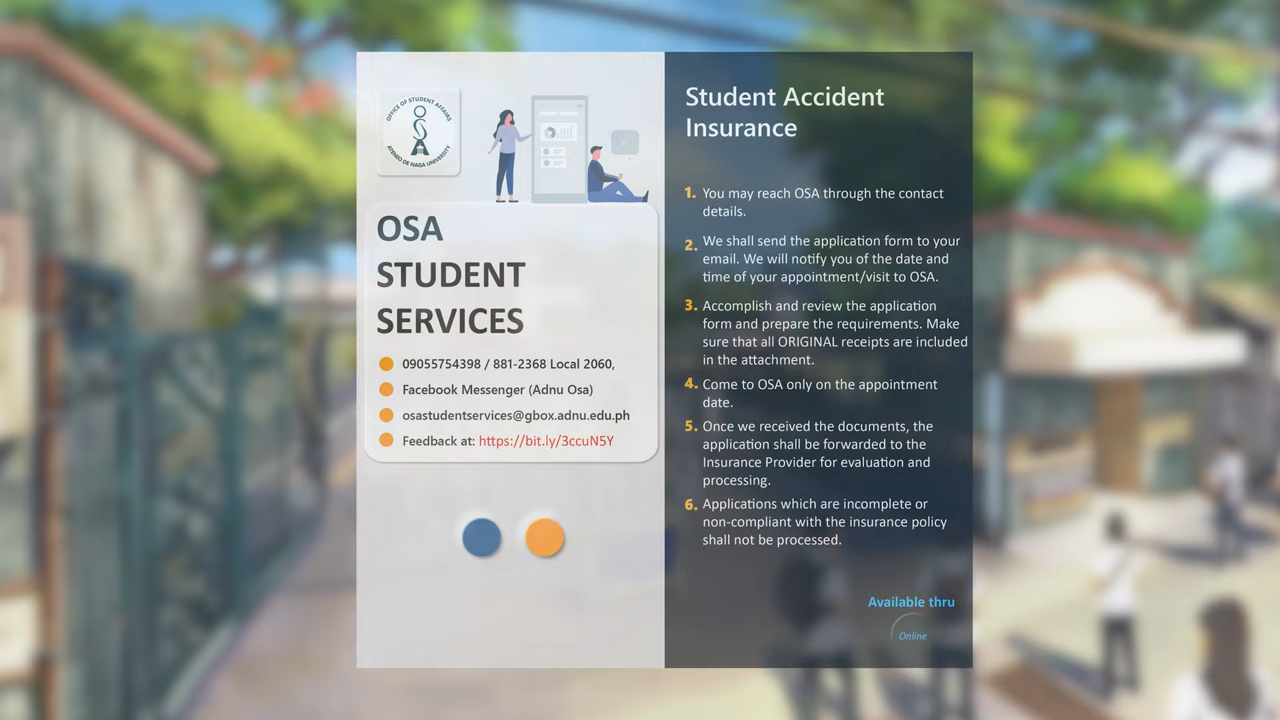 OFFICE OF STUDENT AFFAIRS
ATENEO DE NAGA UNIVERSITY
OSA
STUDENT
SERVICES
09055754398 / 881-2368 Local 2060,
Facebook Messenger (Adnu Osa)
osastudentservices@gbox.adnu.edu.ph
Feedback at: https://bit.ly/3ccuN5Y
Student Accident
Insurance
1. You may reach OSA through the contact
details.
2. We shall send the application form to your
email. We will notify you of the date and
time of your appointment/visit to OSA.
3. Accomplish and review the application
form and prepare the requirements. Make
sure that all ORIGINAL receipts are included
in the attachment.
4. Come to OSA only on the appointment
date.
5. Once we received the documents, the
application shall be forwarded to the
Insurance Provider for evaluation and
processing.
6. Applications which are incomplete or
non-compliant with the insurance policy
shall not be processed.
Available thru
Online